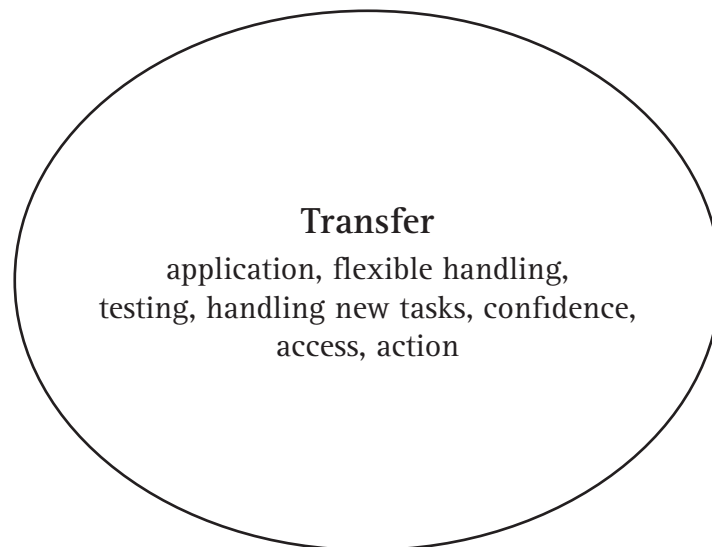 Transfer
application, flexible handling,
testing, handling new tasks, confidence,
access, action